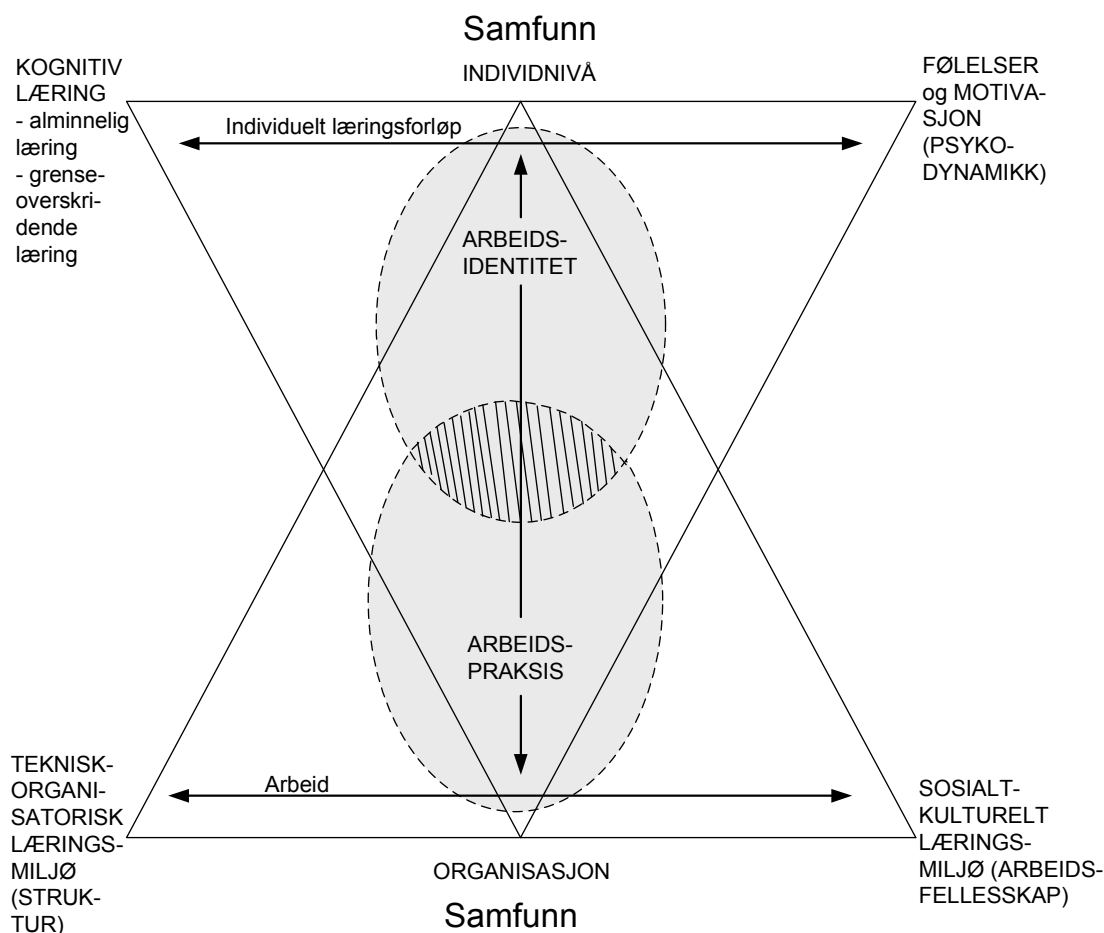 Samfunn
INDIVIDNIVÅ
KOGNITIV
LÆRING
- alminnelig
læring
- grense-
overskri-
dende
læring
FØLELSER
og MOTIVA-
SJON
(PSYKO-
DYNAMIKK)
Individuelt læringsforløp
ARBEIDS-
IDENTITET
ARBEIDS-
PRAKSIS
TEKNISK-
ORGANI-
SATORISK
LÆRINGS-
MILJØ
(STRUK-
TUR)
Arbeid
SOSIALT-
KULTURELT
LÆRINGS-
MILJØ (ARBEIDS-
FELLESSKAP)
ORGANISASJON
Samfunn